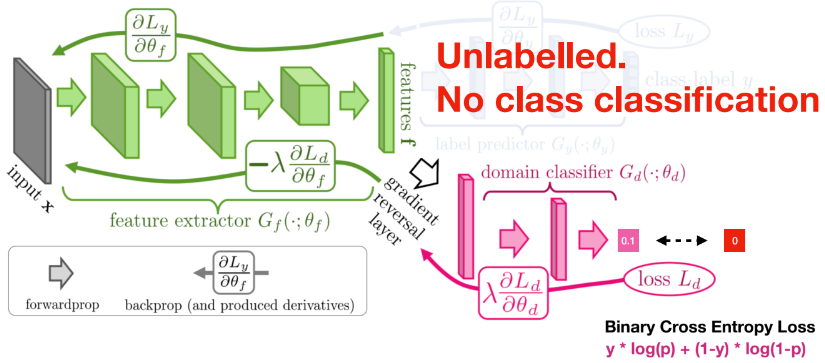 ∂L_y/∂θ_f
∂L_y/∂θ_y
loss L_y
Unlabelled.
No class classification
class label y
features f
label predictor G_y(·; θ_y)
input x
−λ ∂L_d/∂θ_f
feature extractor G_f(·; θ_f)
gradient reversal layer
domain classifier G_d(·; θ_d)
0.1
0
loss L_d
λ ∂L_d/∂θ_d
∂L_y/∂θ_f
forwardprop
backprop (and produced derivatives)
Binary Cross Entropy Loss
y * log(p) + (1-y) * log(1-p)